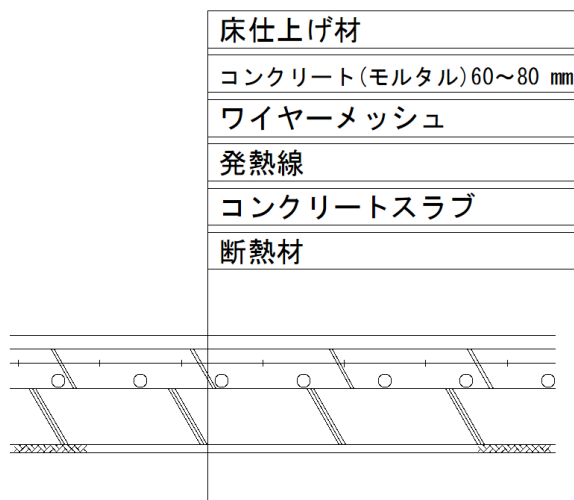 床仕上げ材
コンクリート(モルタル)60～80 mm
ワイヤーメッシュ
発熱線
コンクリートスラブ
断熱材